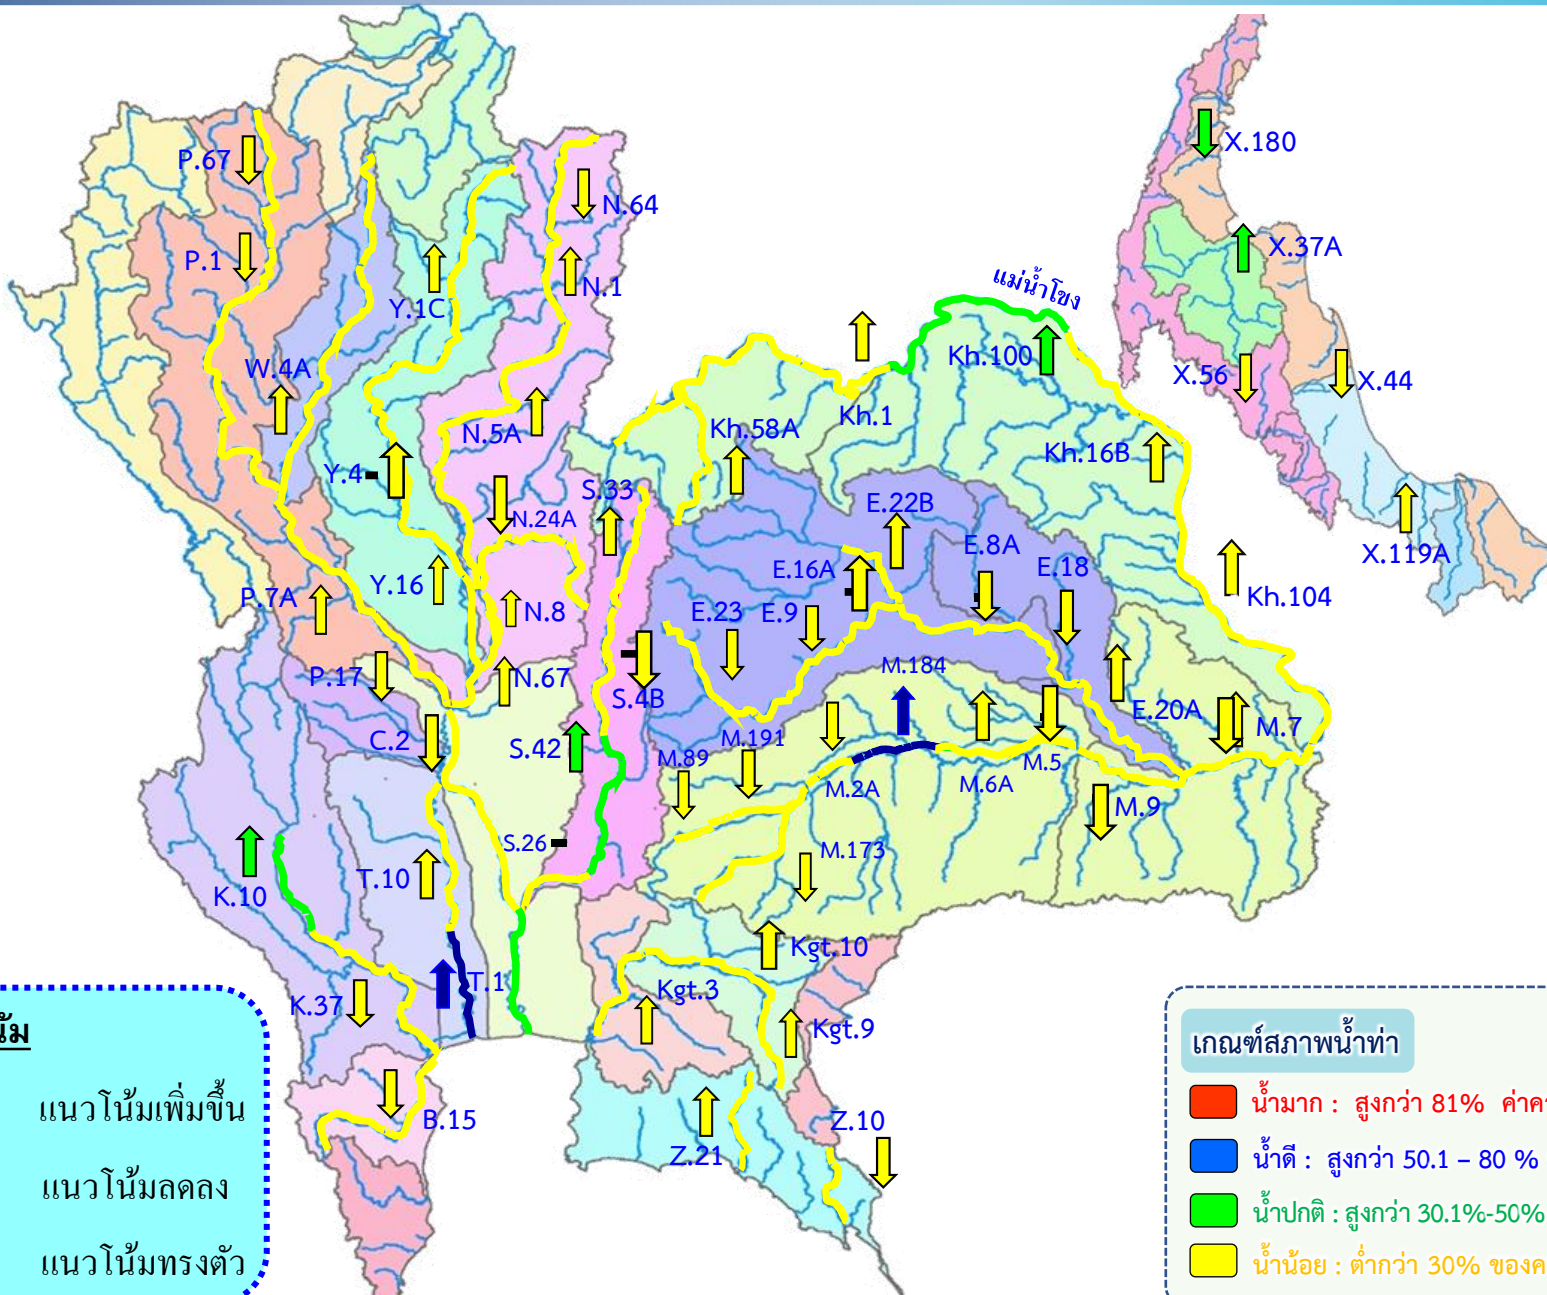 P.67
X.180
N.64
P.1
X.37A
แม่น้ำโขง
N.1
Y.1C
Kh.100
W.4A
X.56
X.44
Kh.1
N.5A
Kh.58A
Kh.16B
Y.4
S.33
N.24A
E.22B
E.8A
X.119A
E.16A
E.18
Y.16
P.7A
N.8
E.23
E.9
Kh.104
M.184
P.17
N.67
S.4B
E.20A
C.2
S.42
M.191
M.7
M.89
M.5
M.2A
M.6A
M.9
S.26
M.173
T.10
K.10
Kgt.10
T.1
Kgt.3
K.37
Kgt.9
B.15
Z.10
Z.21
แนวโน้มเพิ่มขึ้น
แนวโน้มลดลง
แนวโน้มทรงตัว
เกณฑ์สภาพน้ำท่า
น้ำมาก : สูงกว่า 81%
น้ำดี : สูงกว่า 50.1 – 80 %
น้ำปกติ : สูงกว่า 30.1%-50%
น้ำน้อย : ต่ำกว่า 30% ของ